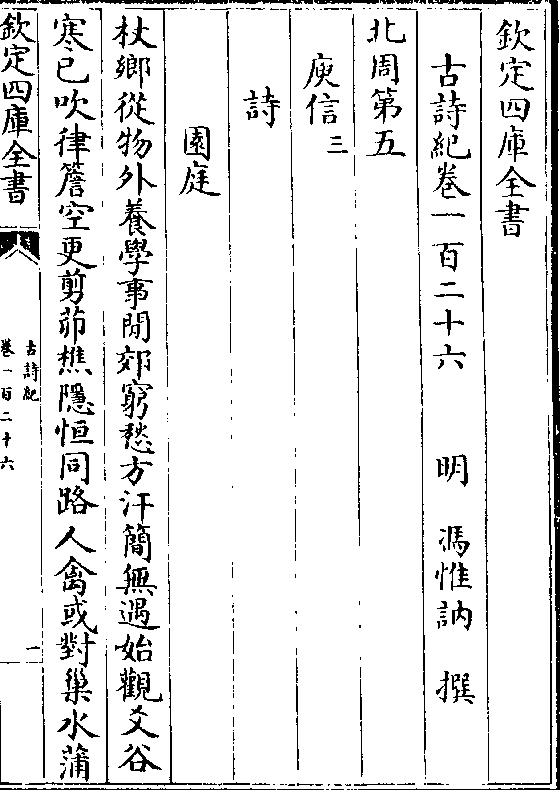 欽定四庫全書
古詩紀卷一百二十六　明　馮惟訥　撰
北周第五
庾信三
詩
園庭
杖鄉從物外養學事閒郊窮愁方汗簡無遇始觀爻谷
寒已吹律簷空更剪茆樵隱恒同路人禽或對巢水蒲
欽定四庫全書
古詩紀
卷一百二十六
一